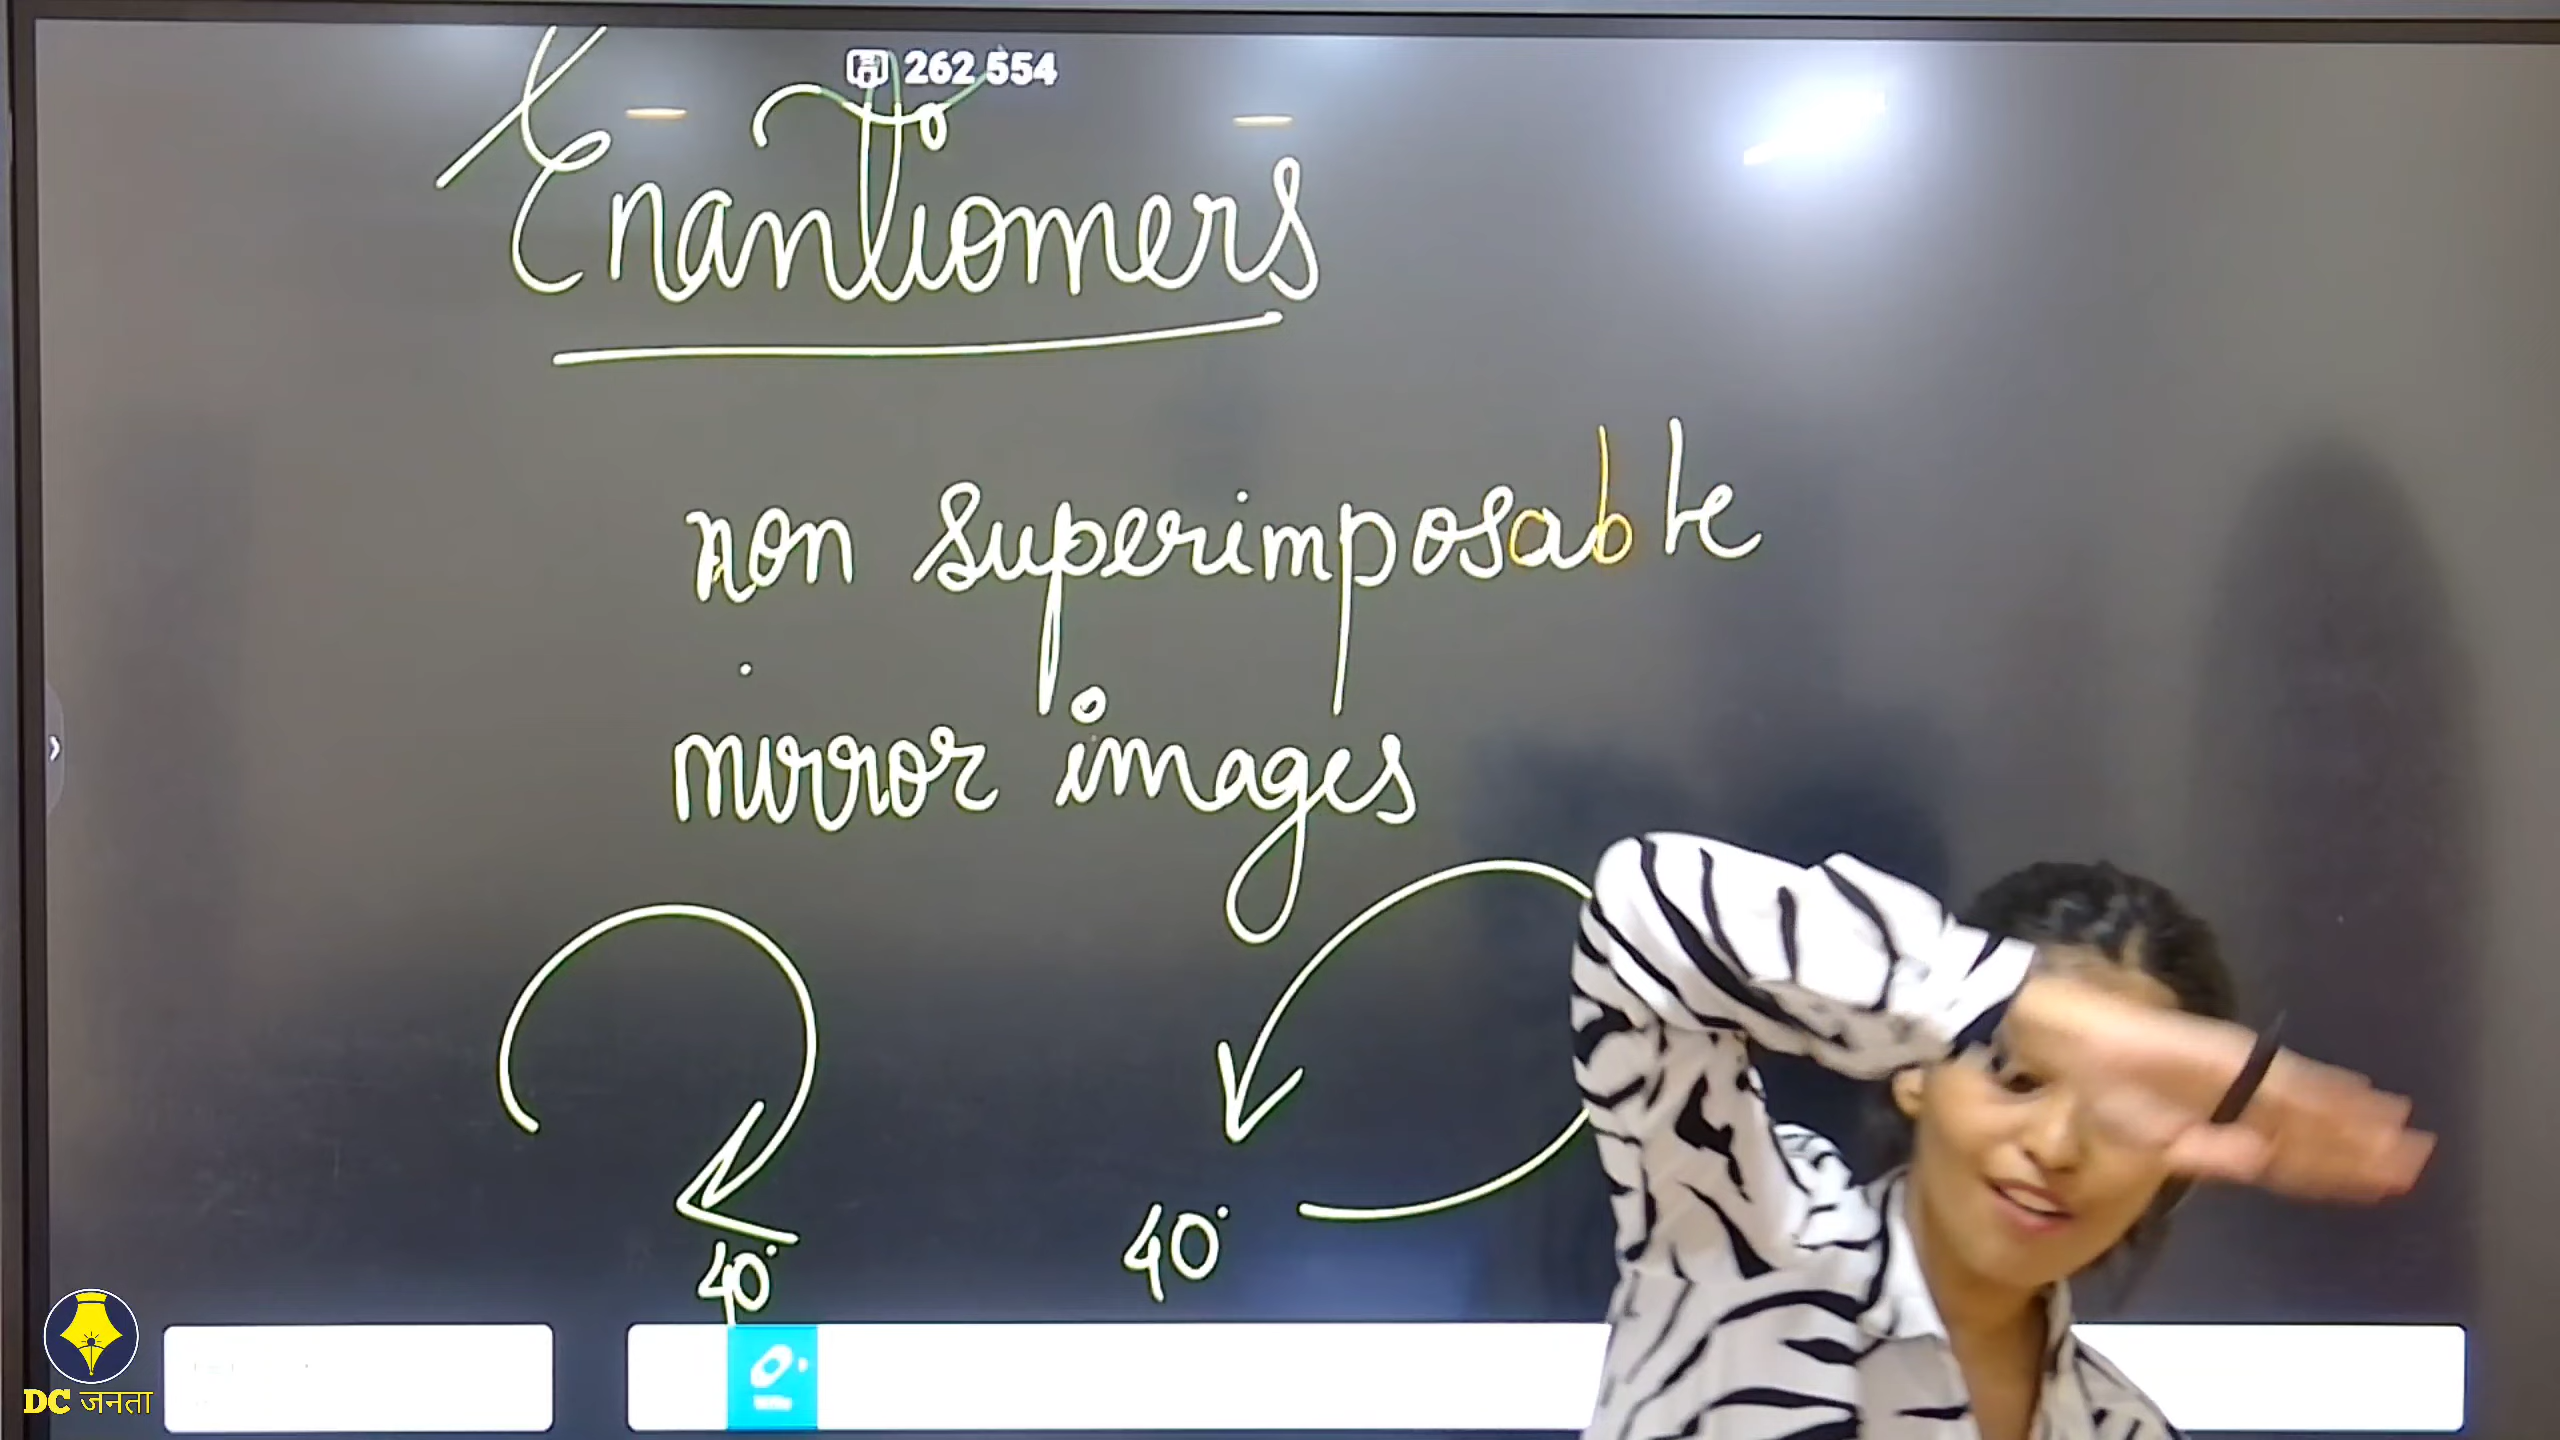 262 554
Enantiomers
non superimposable
mirror images
40°
40°
DC जनता